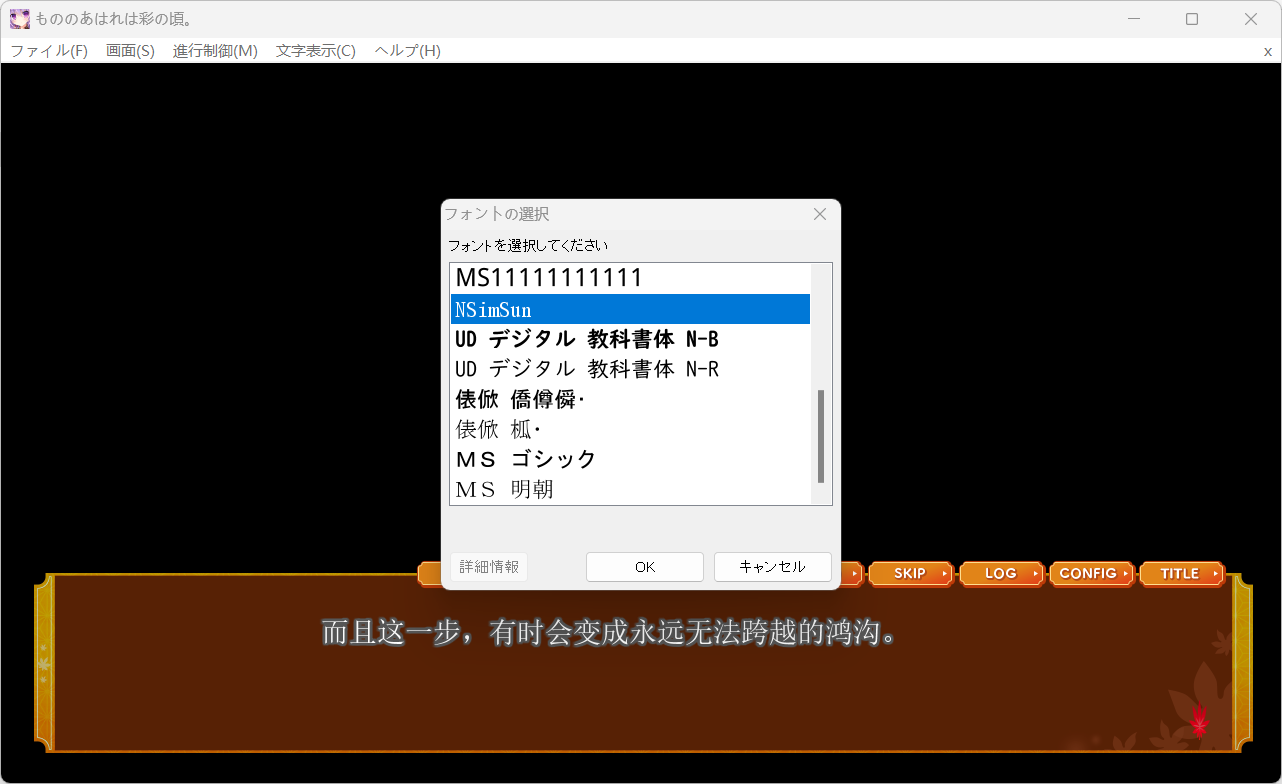 もののあはれは彩の頃。
ファイル(F) 画面(S) 進行制御(M) 文字表示(C) ヘルプ(H) x
フォントの選択
フォントを選択してください
MS11111111111
NSimSun
UD デジタル 教科書体 N-B
UD デジタル 教科書体 N-R
俵俽 僑僔僢·
俵俽 柧·
ＭＳ ゴシック
ＭＳ 明朝
詳細情報 OK キャンセル
SKIP LOG CONFIG TITLE
而且这一步，有时会变成永远无法跨越的鸿沟。